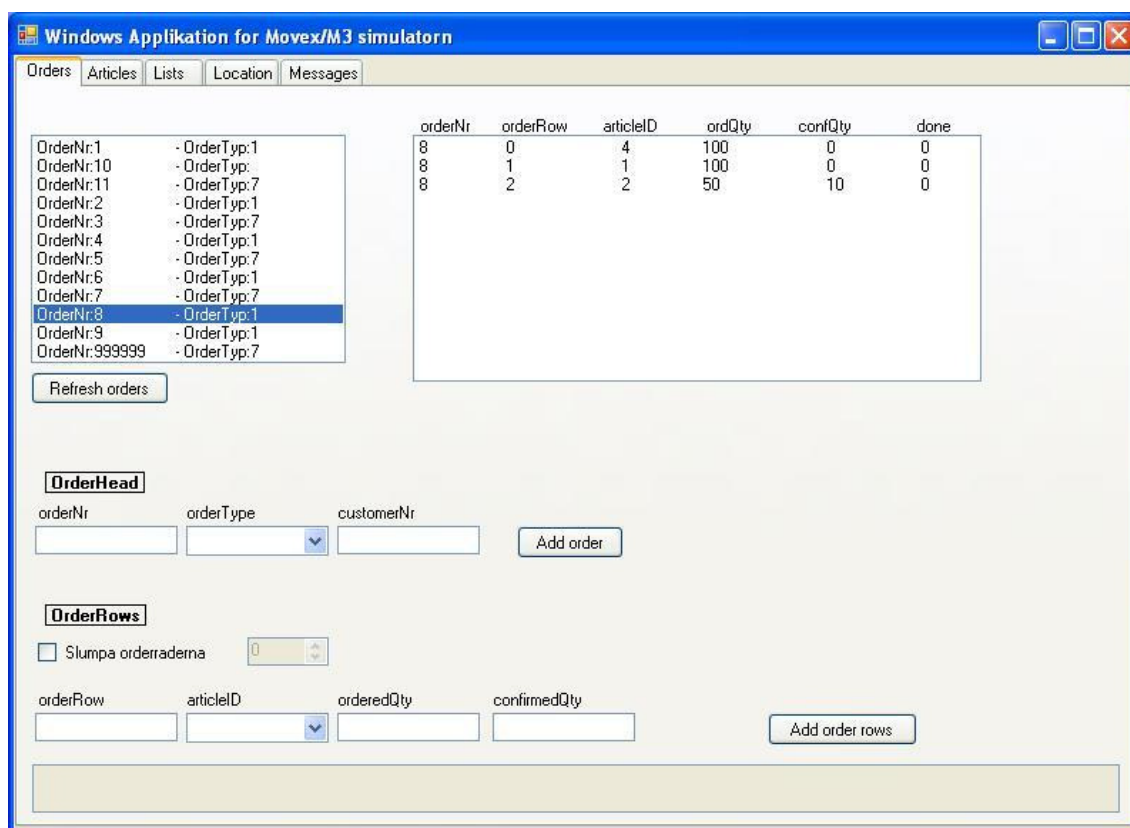 Windows Applikation for Movex/M3 simulatorn
Orders Articles Lists Location Messages
OrderNr:1 - OrderTyp:1
OrderNr:10 - OrderTyp:
OrderNr:11 - OrderTyp:7
OrderNr:2 - OrderTyp:1
OrderNr:3 - OrderTyp:7
OrderNr:4 - OrderTyp:1
OrderNr:5 - OrderTyp:7
OrderNr:6 - OrderTyp:1
OrderNr:7 - OrderTyp:7
OrderNr:8 - OrderTyp:1
OrderNr:9 - OrderTyp:1
OrderNr:999999 - OrderTyp:7
Refresh orders
orderNr orderRow articleID ordQty confQty done
8 0 4 100 0 0
8 1 1 100 0 0
8 2 2 50 10 0
OrderHead
orderNr orderType customerNr
Add order
OrderRows
Slumpa orderraderna 0
orderRow articleID orderedQty confirmedQty
Add order rows